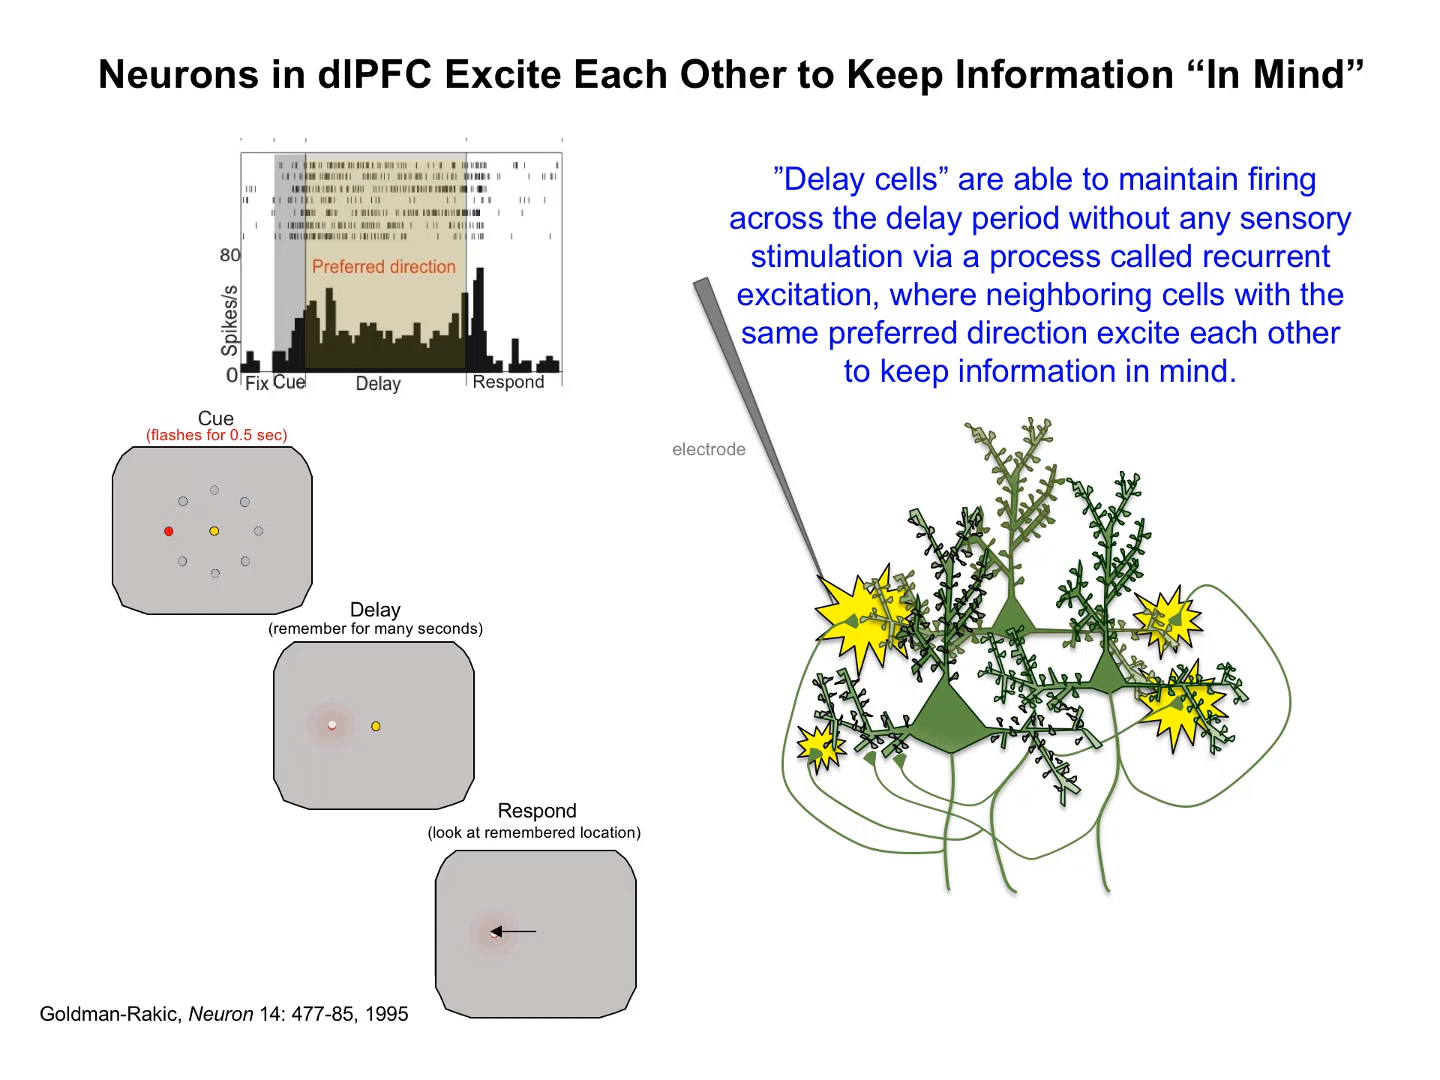 Neurons in dlPFC Excite Each Other to Keep Information “In Mind”
80
Spikes/s
0
Preferred direction
Fix Cue Delay Respond
”Delay cells” are able to maintain firing
across the delay period without any sensory
stimulation via a process called recurrent
excitation, where neighboring cells with the
same preferred direction excite each other
to keep information in mind.
electrode
Cue
(flashes for 0.5 sec)
Delay
(remember for many seconds)
Respond
(look at remembered location)
Goldman-Rakic, Neuron 14: 477-85, 1995